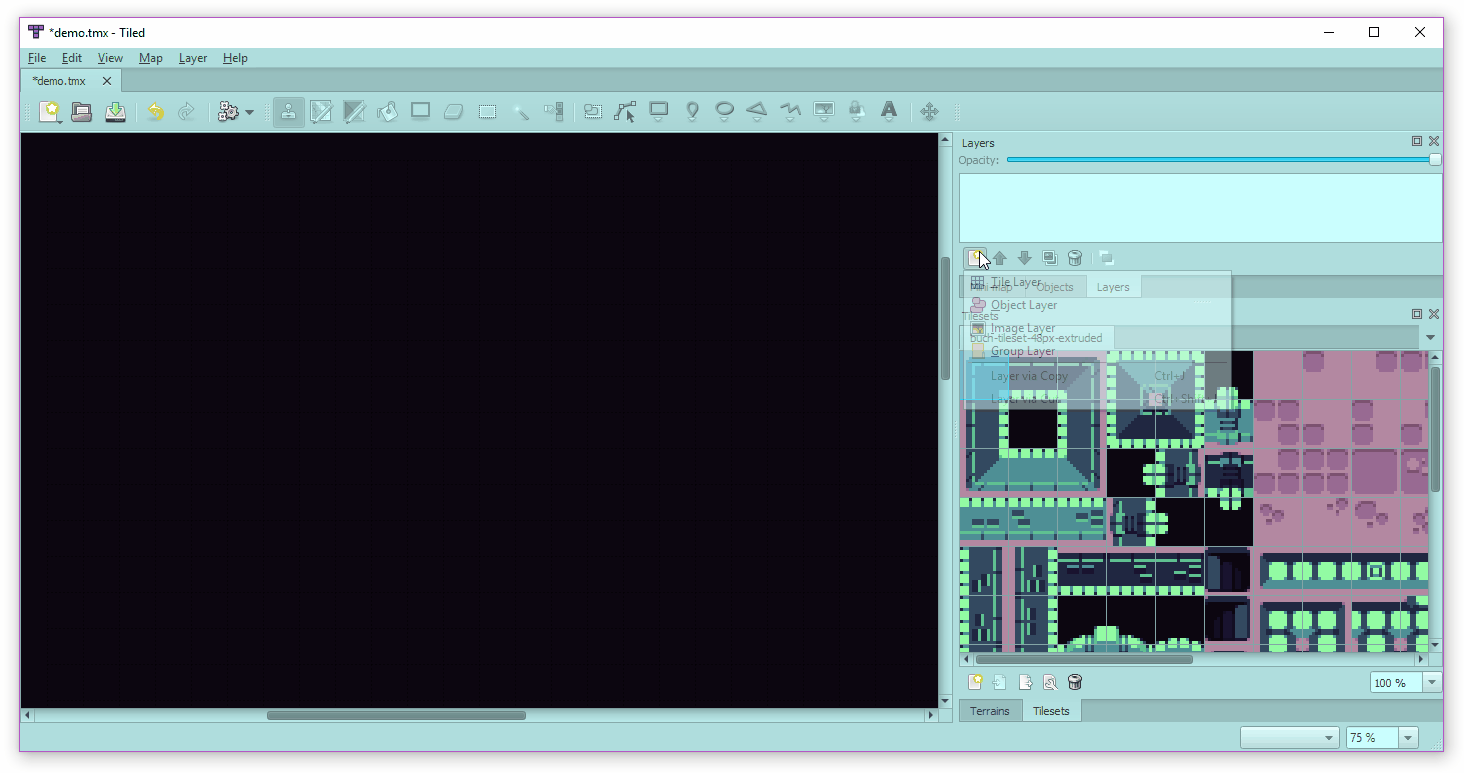 *demo.tmx - Tiled
File Edit View Map Layer Help
*demo.tmx
Layers
Opacity:
Tile Layer
Mini-map Objects Layers
Object Layer
Tilesets
Image Layer
buch-tileset-48px-extruded
Group Layer
Layer via Copy Ctrl+J
Layer via Cut Ctrl+Shift+J
100 %
Terrains Tilesets
75 %